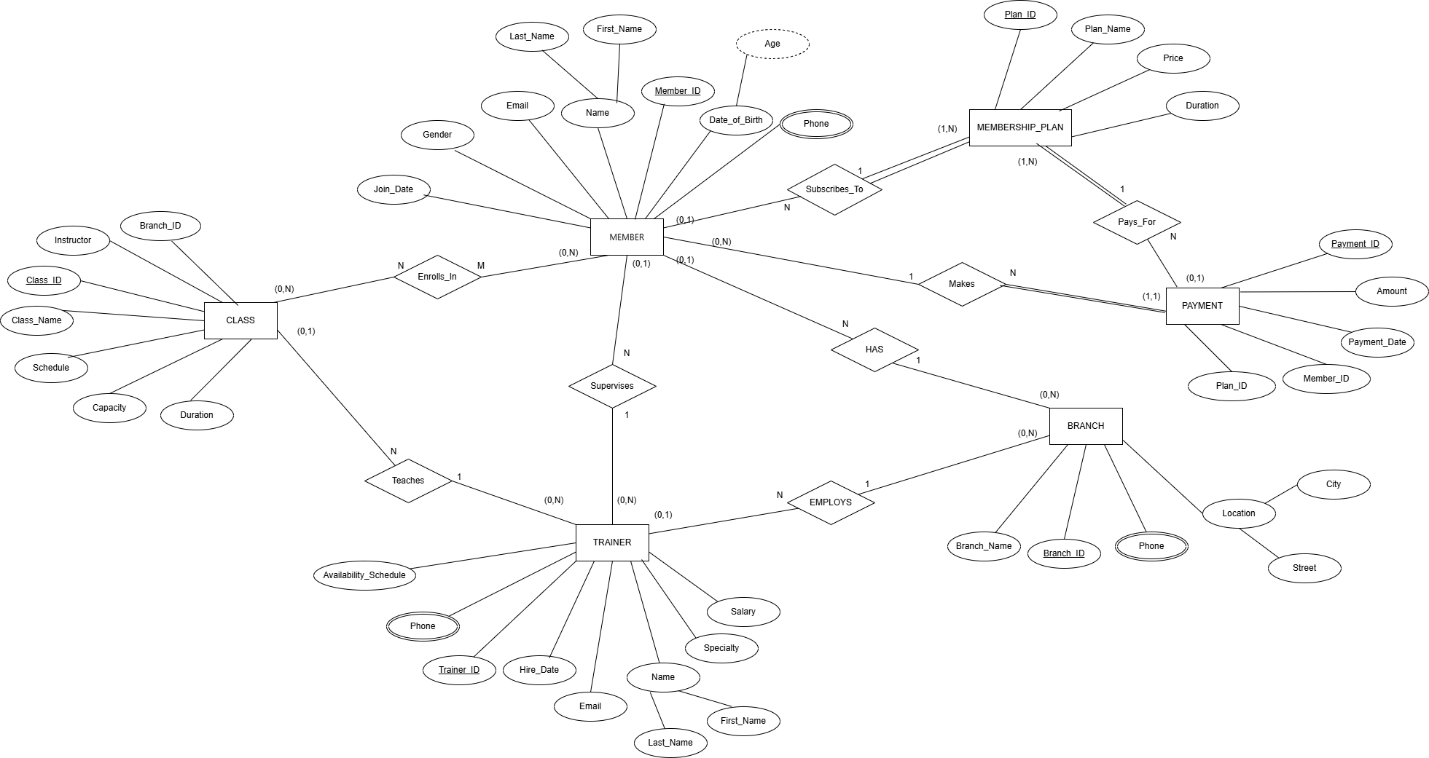 Plan_ID
First_Name
Plan_Name
Last_Name
Age
Price
Member_ID
Email
Name
Date_of_Birth
Phone
Duration
Gender
(1,N)
MEMBERSHIP_PLAN
(1,N)
1
Join_Date
Subscribes_To
1
N
Branch_ID
(0,1)
Pays_For
Instructor
MEMBER
(0,N)
N
Payment_ID
(0,N)
(0,1)
(0,1)
N
M
Enrolls_In
1
N
(0,1)
Class_ID
Makes
(0,N)
(1,1)
Amount
PAYMENT
Class_Name
CLASS
(0,1)
N
Payment_Date
HAS
N
1
Schedule
Member_ID
Supervises
Plan_ID
(0,N)
Capacity
Duration
1
BRANCH
(0,N)
N
Teaches
1
1
City
(0,N)
(0,N)
N
EMPLOYS
Location
(0,1)
TRAINER
Branch_Name
Branch_ID
Phone
Street
Availability_Schedule
Salary
Phone
Specialty
Trainer_ID
Hire_Date
Name
Email
First_Name
Last_Name